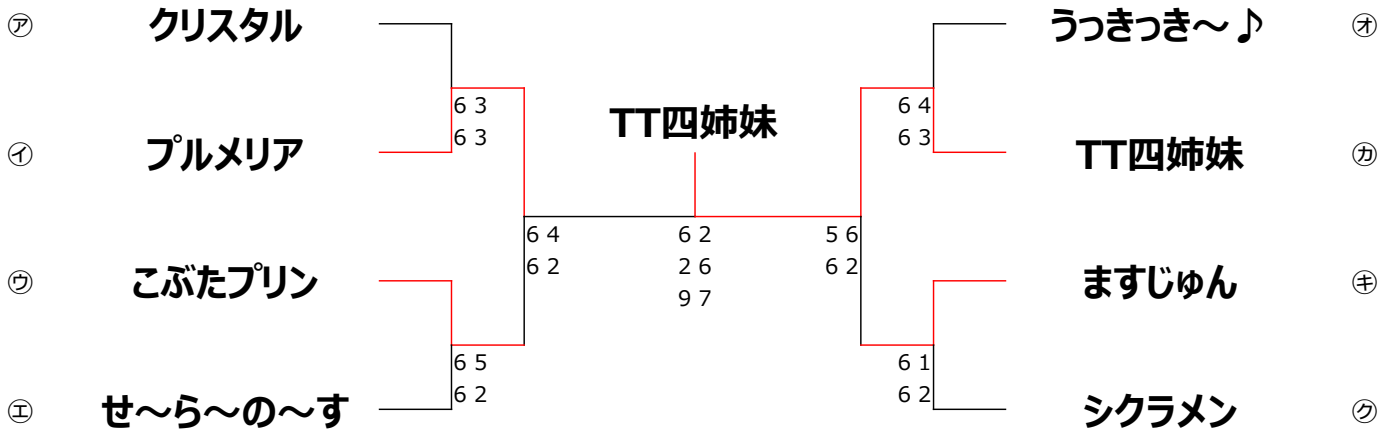 ㋐ クリスタル うっきっき～♪ ㋔
6 3 TT四姉妹 6 4
6 3 6 3
㋑ プルメリア TT四姉妹 ㋕
6 4 6 2 5 6
6 2 2 6 6 2
㋒ こぶたプリン ますじゅん ㋖
9 7
6 5 6 1
6 2 6 2
㋓ せ～ら～の～す シクラメン ㋗